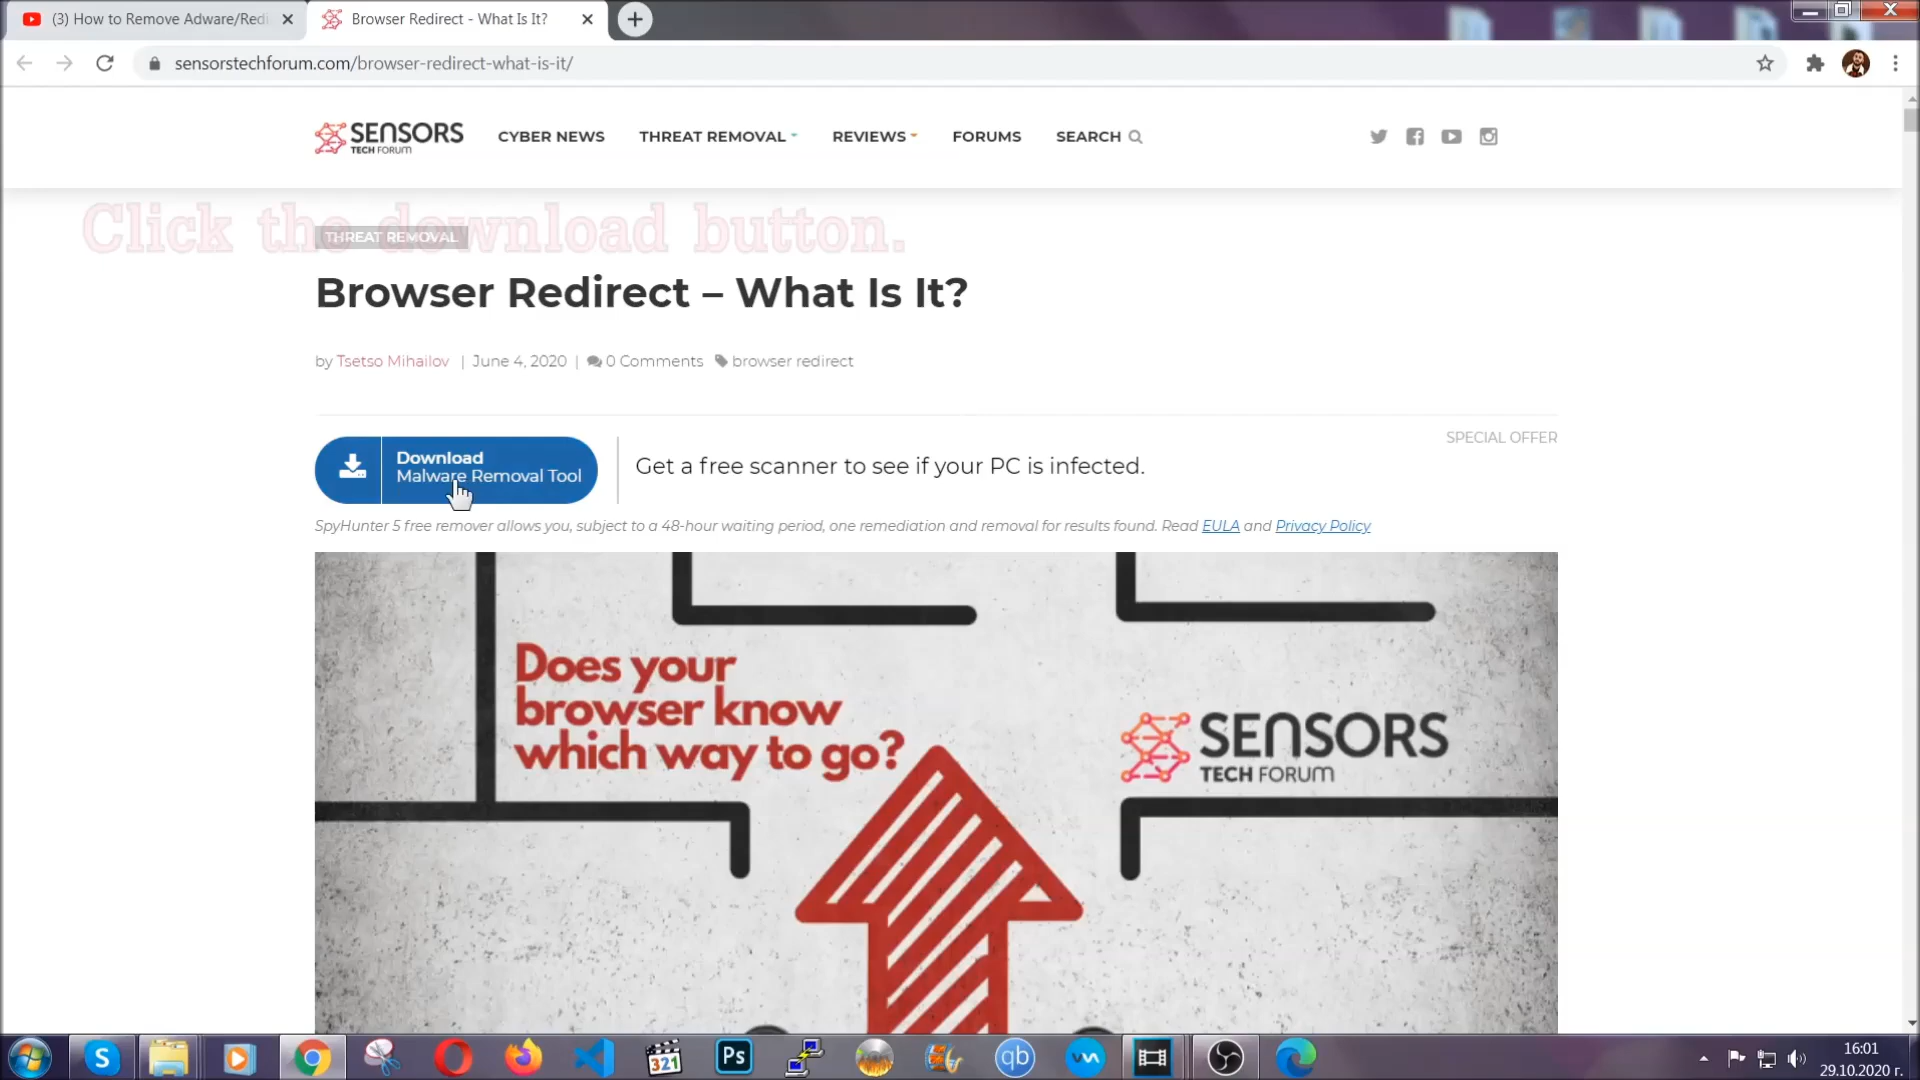 (3) How to Remove Adware/Redi
Browser Redirect - What Is It?
sensorstechforum.com/browser-redirect-what-is-it/
SENSORS
TECH FORUM
CYBER NEWS
THREAT REMOVAL
REVIEWS
FORUMS
SEARCH
Click the download button.
THREAT REMOVAL
Browser Redirect – What Is It?
by Tsetso Mihailov | June 4, 2020 | 0 Comments browser redirect
SPECIAL OFFER
Download
Malware Removal Tool
Get a free scanner to see if your PC is infected.
SpyHunter 5 free remover allows you, subject to a 48-hour waiting period, one remediation and removal for results found. Read EULA and Privacy Policy
Does your
browser know
which way to go?
SENSORS
TECH FORUM
S
321
Ps
qb
16:01
29.10.2020 г.